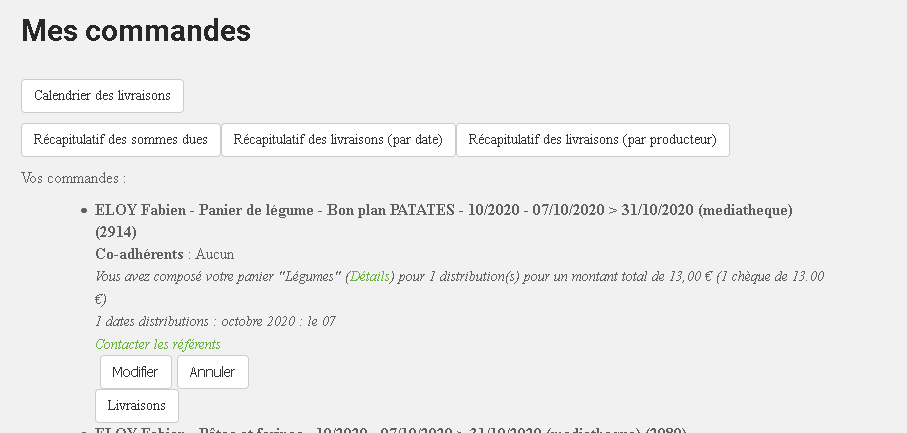 Mes commandes
Calendrier des livraisons
Récapitulatif des sommes dues Récapitulatif des livraisons (par date) Récapitulatif des livraisons (par producteur)
Vos commandes :
ELOY Fabien - Panier de légume - Bon plan PATATES - 10/2020 - 07/10/2020 > 31/10/2020 (mediatheque)
(2914)
Co-adhérents : Aucun
Vous avez composé votre panier "Légumes" (Détails) pour 1 distribution(s) pour un montant total de 13,00 € (1 chèque de 13.00
€)
1 dates distributions : octobre 2020 : le 07
Contacter les référents
Modifier Annuler
Livraisons
ELOY Fabien - Pâtes et farines - 10/2020 - 07/10/2020 > 31/10/2020 (mediatheque) (2989)